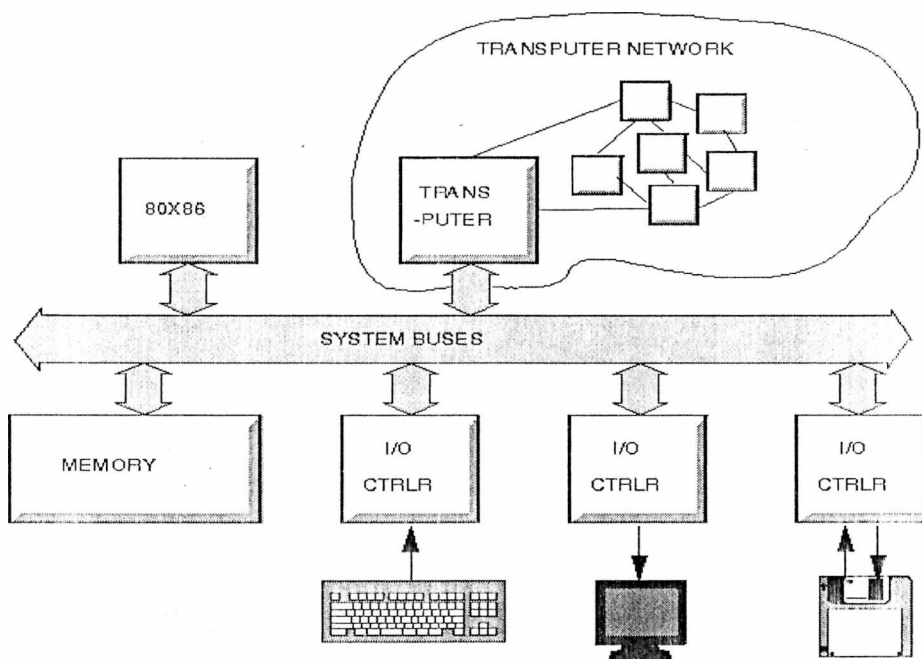 TRANSPUTER NETWORK
80X86
TRANS
-PUTER
SYSTEM BUSES
MEMORY
I/O
CTRLR
I/O
CTRLR
I/O
CTRLR